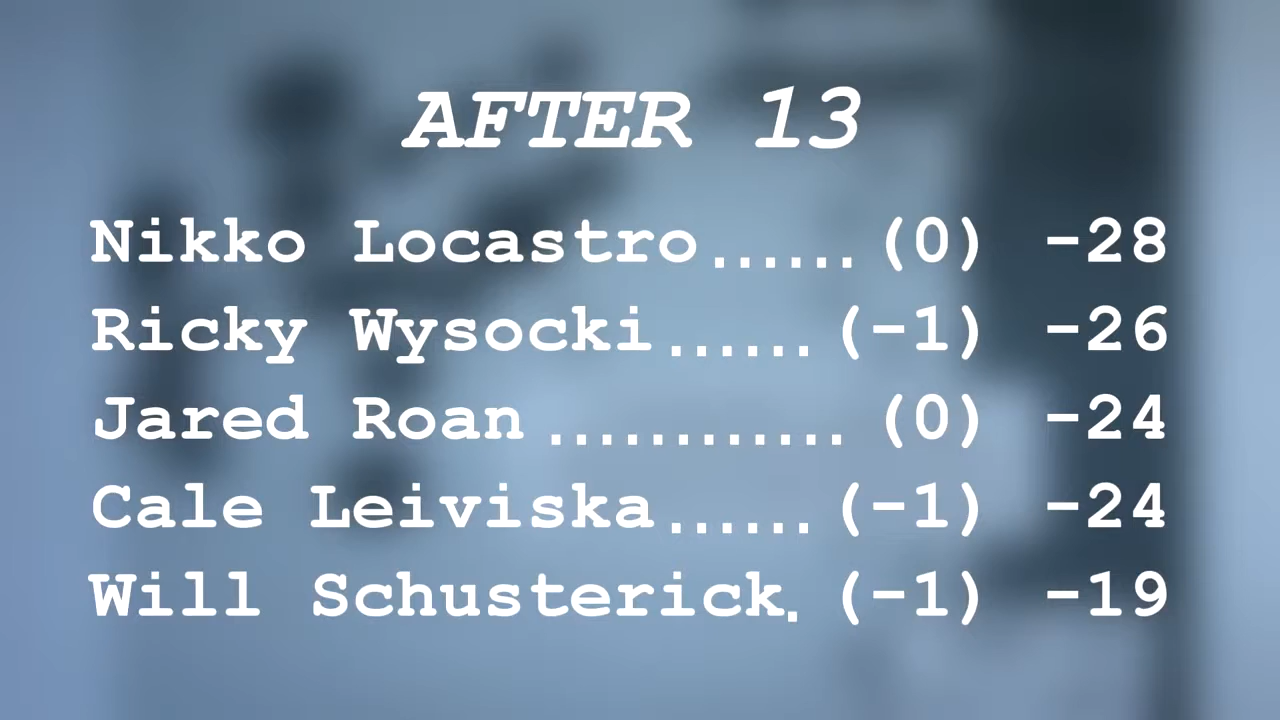 AFTER 13
Nikko Locastro...... (0) -28
Ricky Wysocki...... (-1) -26
Jared Roan ............ (0) -24
Cale Leiviska...... (-1) -24
Will Schusterick. (-1) -19